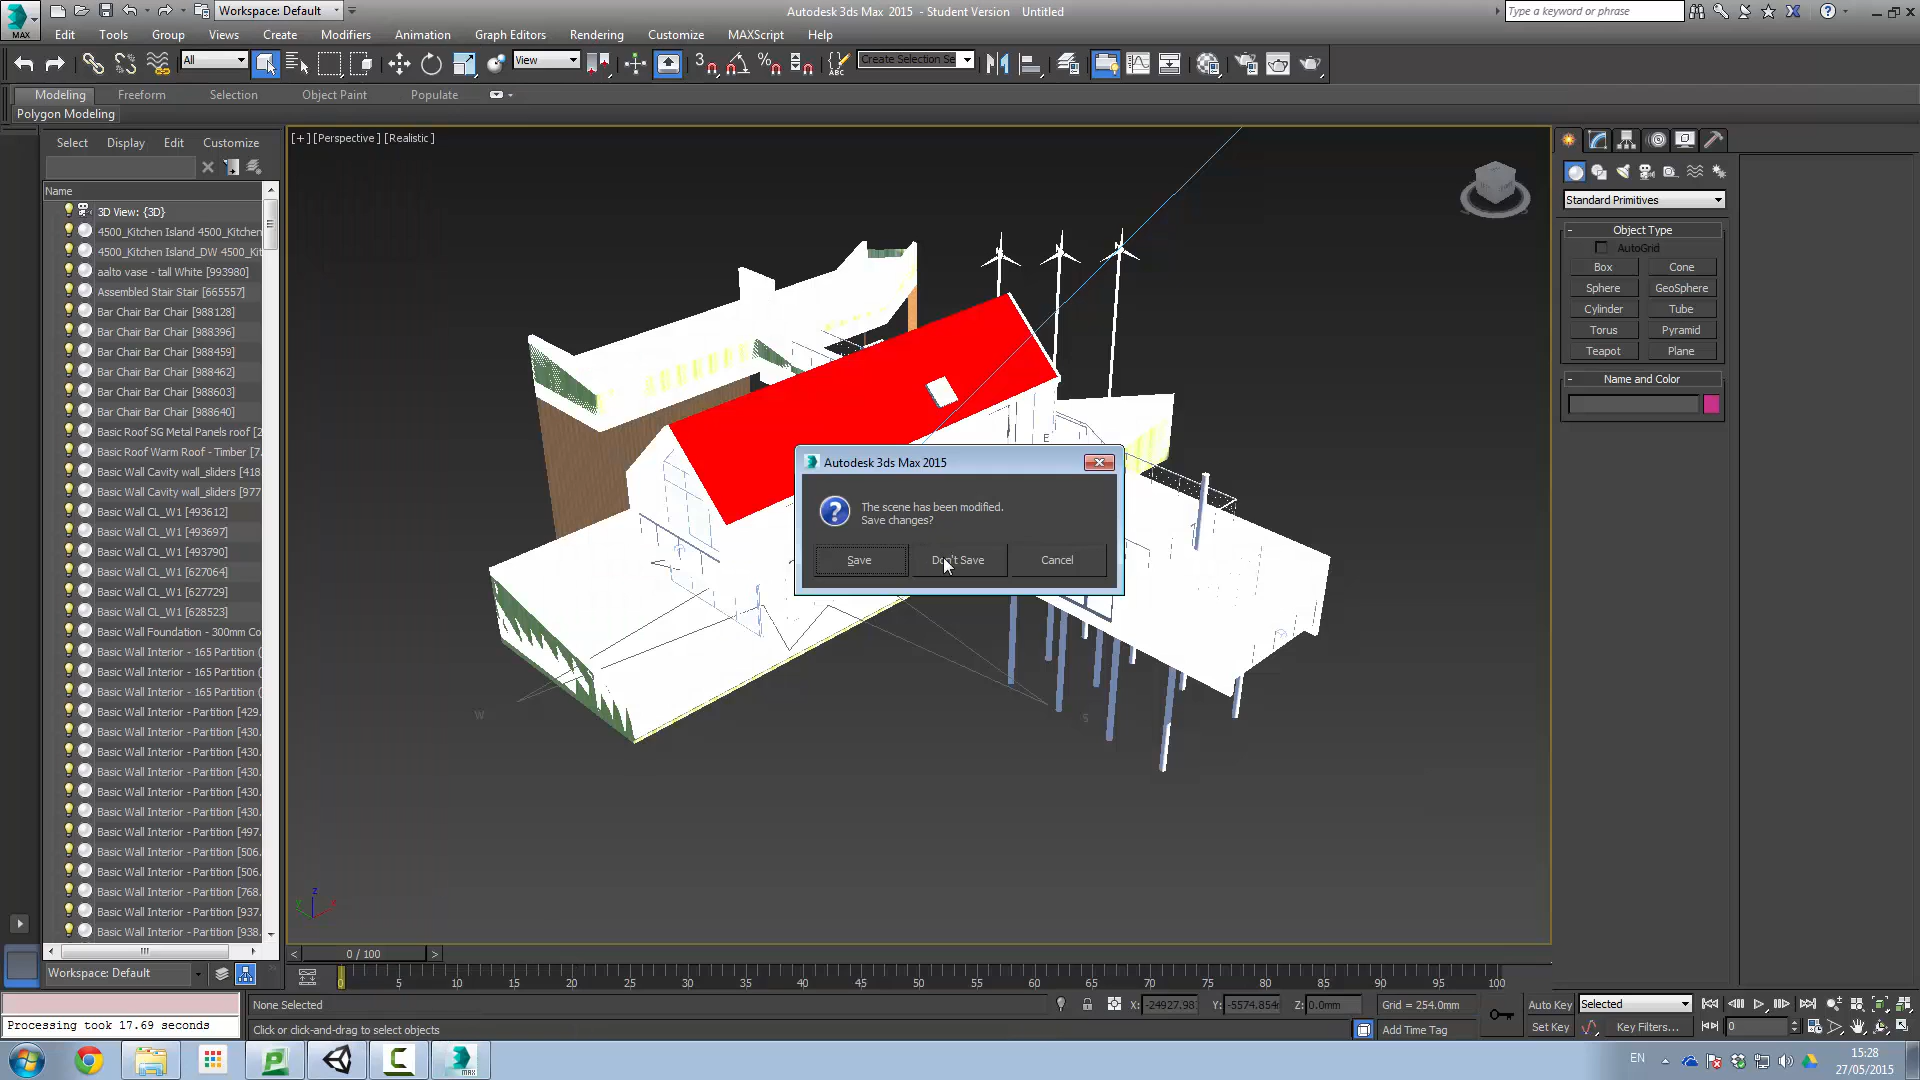 Workspace: Default
Autodesk 3ds Max 2015 - Student Version Untitled
Type a keyword or phrase
MAX
Edit Tools Group Views Create Modifiers Animation Graph Editors Rendering Customize MAXScript Help
All
View
Create Selection Se
Modeling Freeform Selection Object Paint Populate
Polygon Modeling
Select Display Edit Customize
[+] [Perspective] [Realistic]
Name
3D View: {3D}
4500_Kitchen Island 4500_Kitchen
4500_Kitchen Island_DW 4500_Kit
aalto vase - tall White [993980]
Assembled Stair Stair [665557]
Bar Chair Bar Chair [988128]
Bar Chair Bar Chair [988396]
Bar Chair Bar Chair [988459]
Bar Chair Bar Chair [988462]
Bar Chair Bar Chair [988603]
Bar Chair Bar Chair [988640]
Basic Roof SG Metal Panels roof [2
Basic Roof Warm Roof - Timber [7.
Basic Wall Cavity wall_sliders [418
Basic Wall Cavity wall_sliders [977
Basic Wall CL_W1 [493612]
Basic Wall CL_W1 [493697]
Basic Wall CL_W1 [493790]
Basic Wall CL_W1 [627064]
Basic Wall CL_W1 [627729]
Basic Wall CL_W1 [628523]
Basic Wall Foundation - 300mm Co
Basic Wall Interior - 165 Partition (
Basic Wall Interior - 165 Partition (
Basic Wall Interior - 165 Partition (
Basic Wall Interior - Partition [429.
Basic Wall Interior - Partition [430.
Basic Wall Interior - Partition [430.
Basic Wall Interior - Partition [430.
Basic Wall Interior - Partition [430.
Basic Wall Interior - Partition [430.
Basic Wall Interior - Partition [497.
Basic Wall Interior - Partition [506.
Basic Wall Interior - Partition [506.
Basic Wall Interior - Partition [768.
Basic Wall Interior - Partition [937.
Basic Wall Interior - Partition [938.
E
W
S
Autodesk 3ds Max 2015
The scene has been modified.
Save changes?
Save Don't Save Cancel
Standard Primitives
Object Type
AutoGrid
Box Cone
Sphere GeoSphere
Cylinder Tube
Torus Pyramid
Teapot Plane
Name and Color
z
0 / 100
Workspace: Default
0 5 10 15 20 25 30 35 40 45 50 55 60 65 70 75 80 85 90 95 100
None Selected
X: -24927.98 Y: -5574.854 Z: 0.0mm Grid = 254.0mm
Auto Key Selected
Processing took 17.69 seconds
Click or click-and-drag to select objects
Add Time Tag
Set Key Key Filters... 0
EN
15:28
27/05/2015